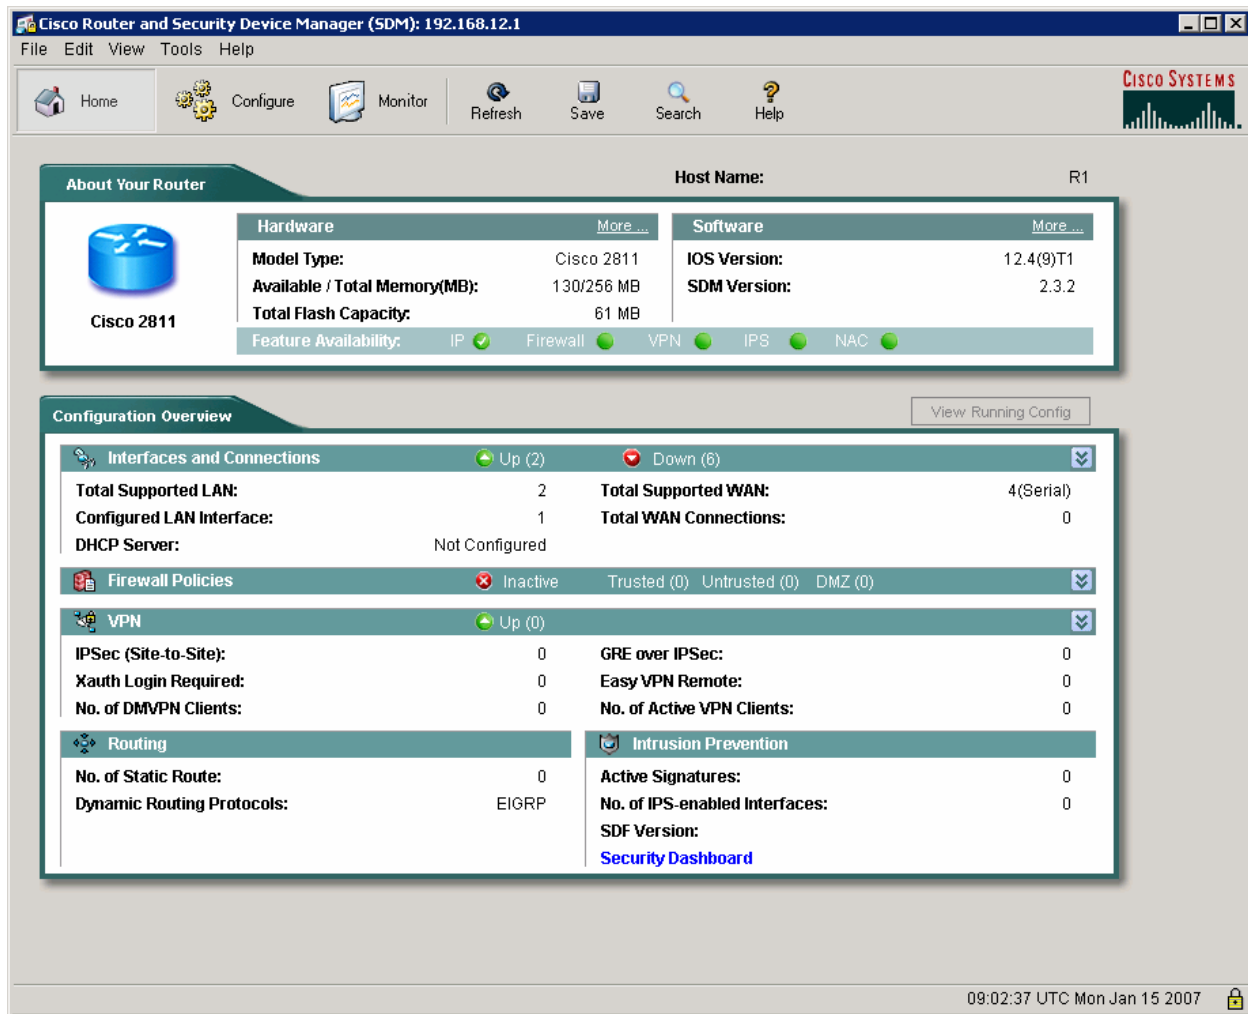 Cisco Router and Security Device Manager (SDM): 192.168.12.1
File Edit View Tools Help
Home Configure Monitor Refresh Save Search Help
CISCO SYSTEMS
About Your Router
Host Name: R1
Hardware More ... Software More ...
Model Type: Cisco 2811 IOS Version: 12.4(9)T1
Available / Total Memory(MB): 130/256 MB SDM Version: 2.3.2
Total Flash Capacity: 61 MB
Cisco 2811
Feature Availability: IP Firewall VPN IPS NAC
Configuration Overview
View Running Config
Interfaces and Connections Up (2) Down (6)
Total Supported LAN: 2 Total Supported WAN: 4(Serial)
Configured LAN Interface: 1 Total WAN Connections: 0
DHCP Server: Not Configured
Firewall Policies Inactive Trusted (0) Untrusted (0) DMZ (0)
VPN Up (0)
IPSec (Site-to-Site): 0 GRE over IPSec: 0
Xauth Login Required: 0 Easy VPN Remote: 0
No. of DMVPN Clients: 0 No. of Active VPN Clients: 0
Routing Intrusion Prevention
No. of Static Route: 0 Active Signatures: 0
Dynamic Routing Protocols: EIGRP No. of IPS-enabled Interfaces: 0
SDF Version:
Security Dashboard
09:02:37 UTC Mon Jan 15 2007